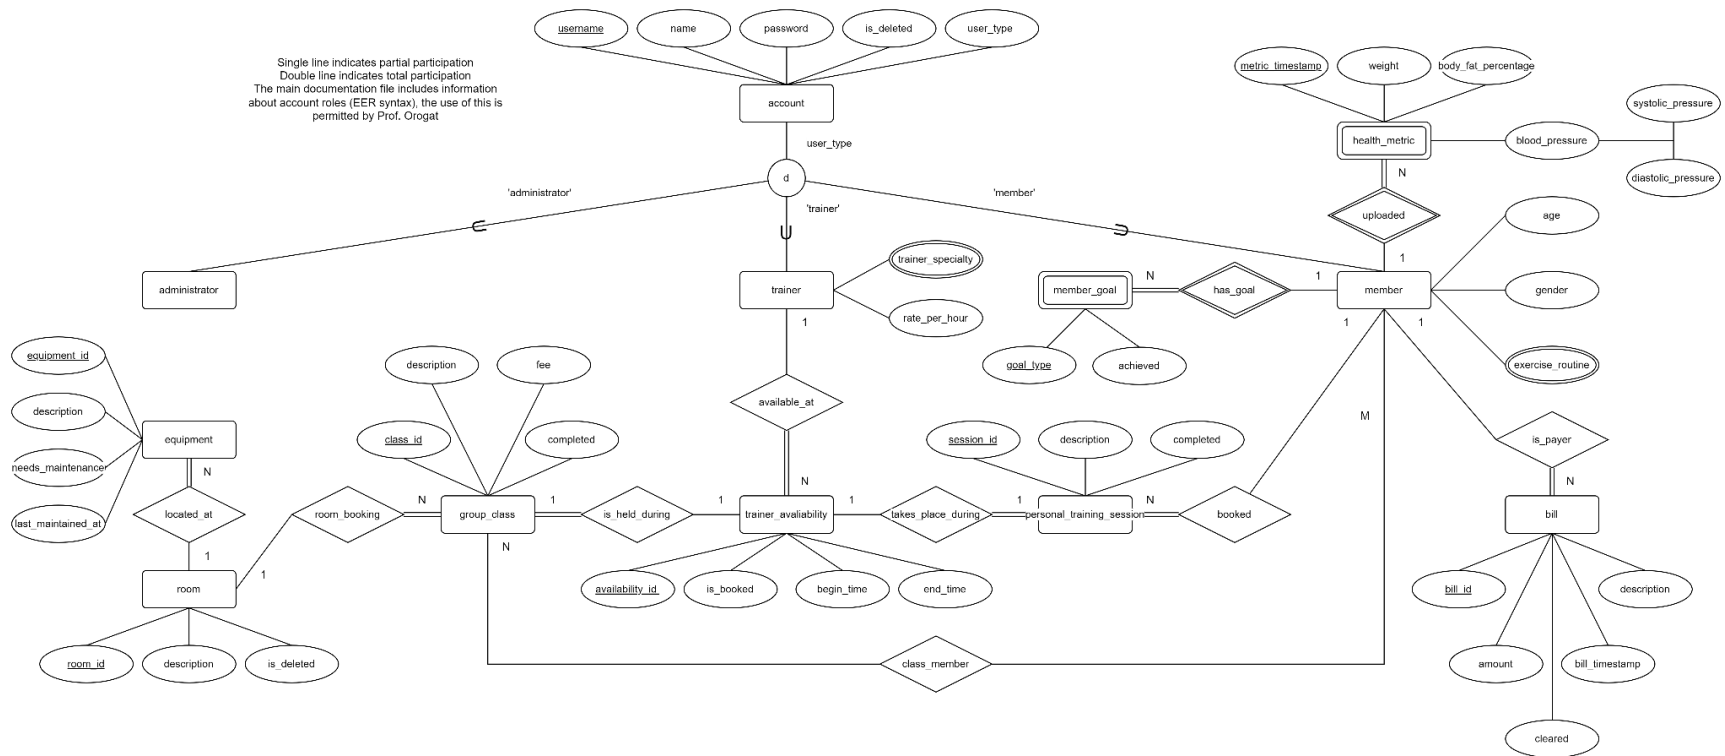 username
name
password
is_deleted
user_type
Single line indicates partial participation
Double line indicates total participation
The main documentation file includes information
about account roles (EER syntax), the use of this is
permitted by Prof. Orogat
metric_timestamp
weight
body_fat_percentage
account
systolic_pressure
user_type
health_metric
blood_pressure
N
d
diastolic_pressure
'administrator'
'trainer'
'member'
uploaded
age
1
trainer_specialty
administrator
trainer
member_goal
N
has_goal
1
member
gender
rate_per_hour
1
1
1
equipment_id
description
fee
goal_type
achieved
exercise_routine
description
available_at
M
equipment
class_id
completed
session_id
description
completed
is_payer
needs_maintenance
N
N
N
located_at
last_maintained_at
room_booking
N
group_class
1
is_held_during
1
trainer_avaliability
1
takes_place_during
1
personal_training_session
N
booked
bill
1
1
N
room
availability_id
is_booked
begin_time
end_time
bill_id
description
room_id
description
is_deleted
class_member
amount
bill_timestamp
cleared